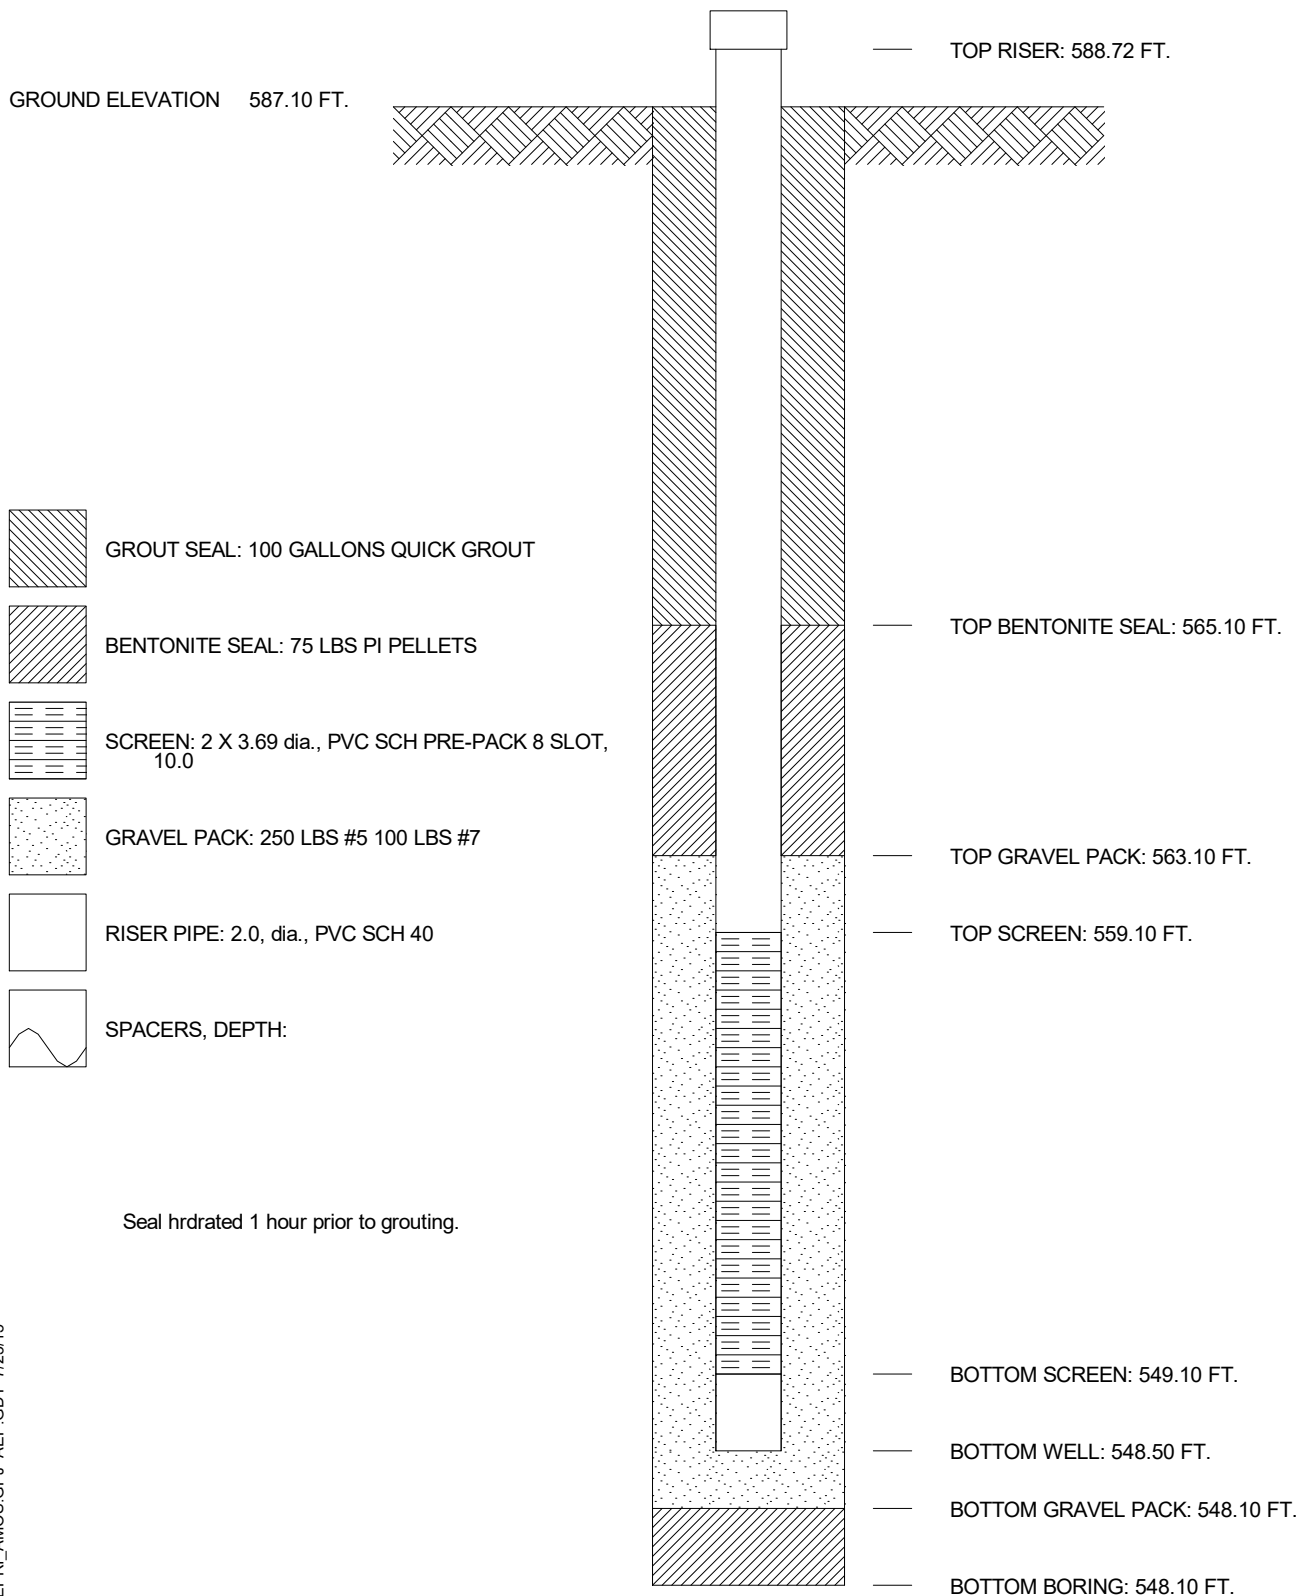 TOP RISER: 588.72 FT.
GROUND ELEVATION 587.10 FT.
GROUT SEAL: 100 GALLONS QUICK GROUT
TOP BENTONITE SEAL: 565.10 FT.
BENTONITE SEAL: 75 LBS PI PELLETS
SCREEN: 2 X 3.69 dia., PVC SCH PRE-PACK 8 SLOT,
10.0
GRAVEL PACK: 250 LBS #5 100 LBS #7
TOP GRAVEL PACK: 563.10 FT.
RISER PIPE: 2.0, dia., PVC SCH 40
TOP SCREEN: 559.10 FT.
SPACERS, DEPTH:
Seal hrdrated 1 hour prior to grouting.
BOTTOM SCREEN: 549.10 FT.
BOTTOM WELL: 548.50 FT.
BOTTOM GRAVEL PACK: 548.10 FT.
BOTTOM BORING: 548.10 FT.